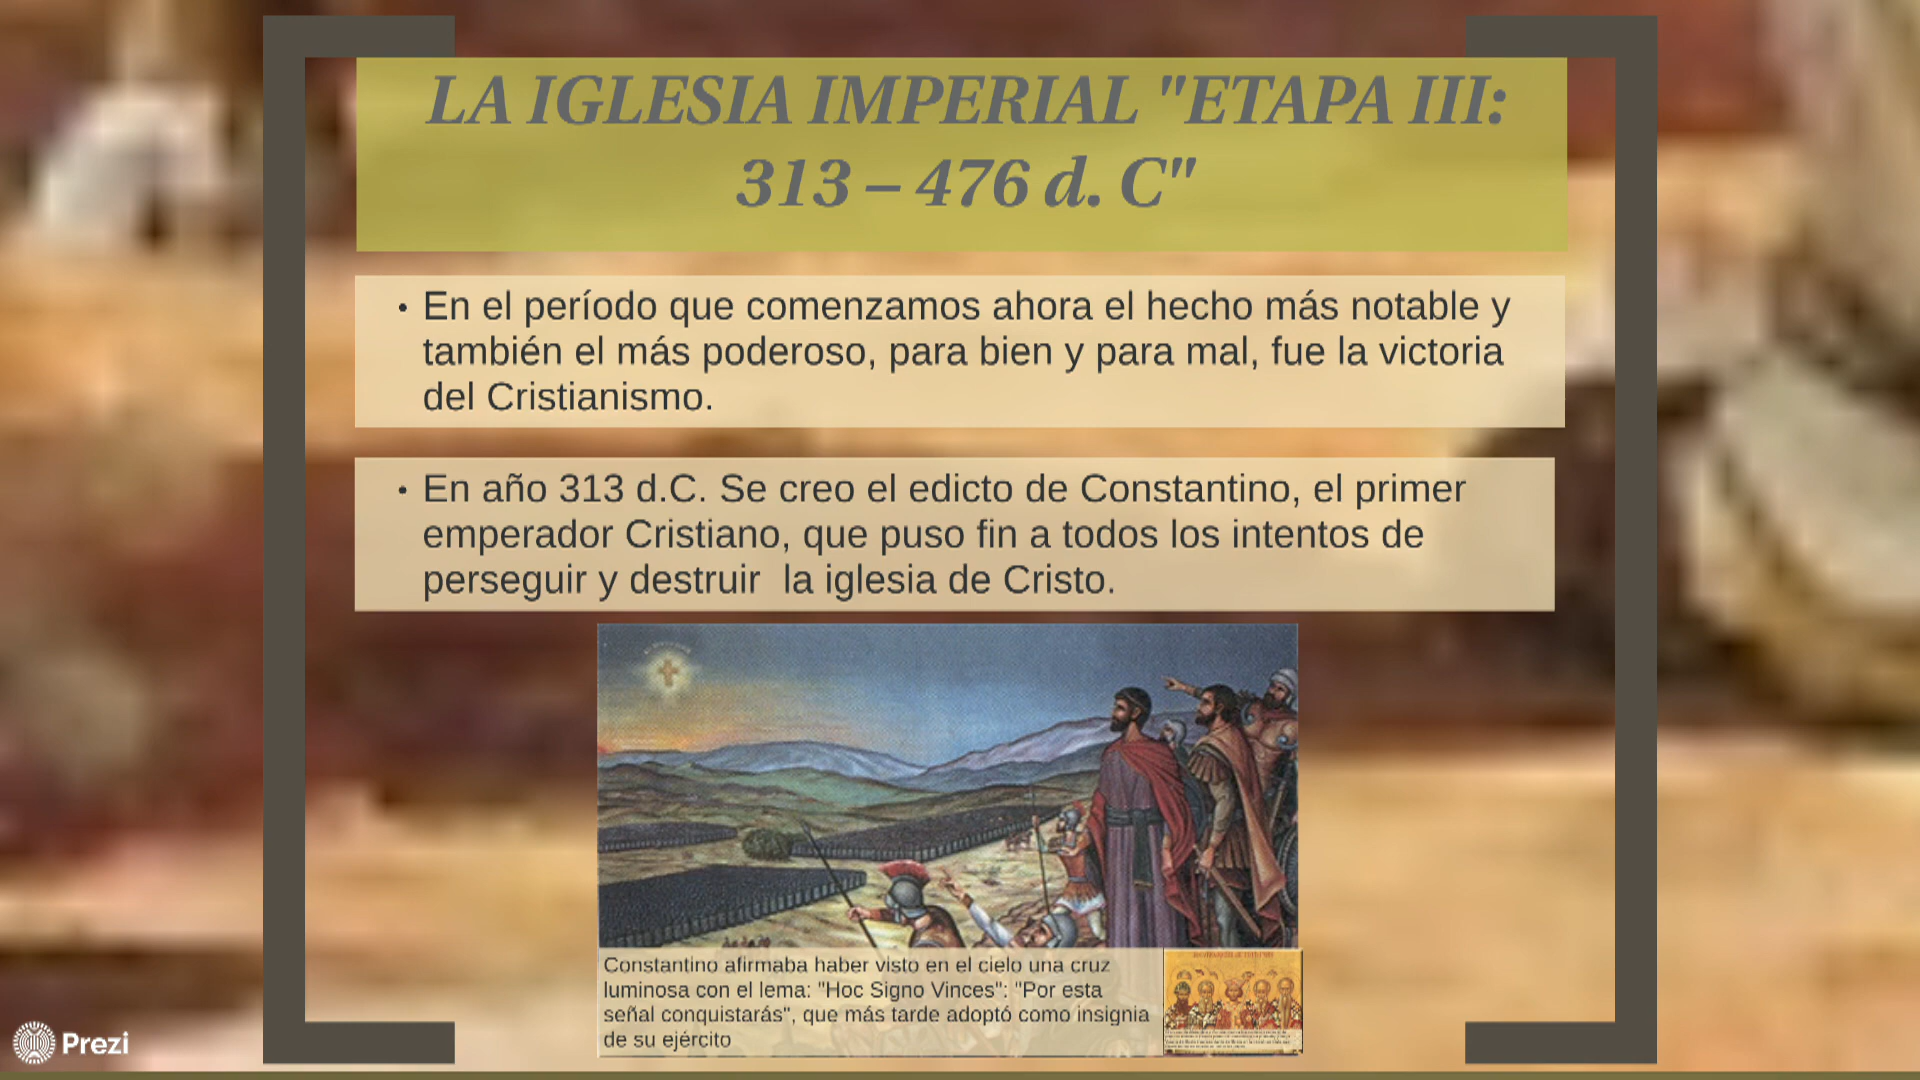 LA IGLESIA IMPERIAL "ETAPA III:
313 – 476 d. C"
• En el período que comenzamos ahora el hecho más notable y
también el más poderoso, para bien y para mal, fue la victoria
del Cristianismo.
• En año 313 d.C. Se creo el edicto de Constantino, el primer
emperador Cristiano, que puso fin a todos los intentos de
perseguir y destruir  la iglesia de Cristo.
Constantino afirmaba haber visto en el cielo una cruz
luminosa con el lema: "Hoc Signo Vinces": "Por esta
señal conquistarás", que más tarde adoptó como insignia
de su ejército
Prezi